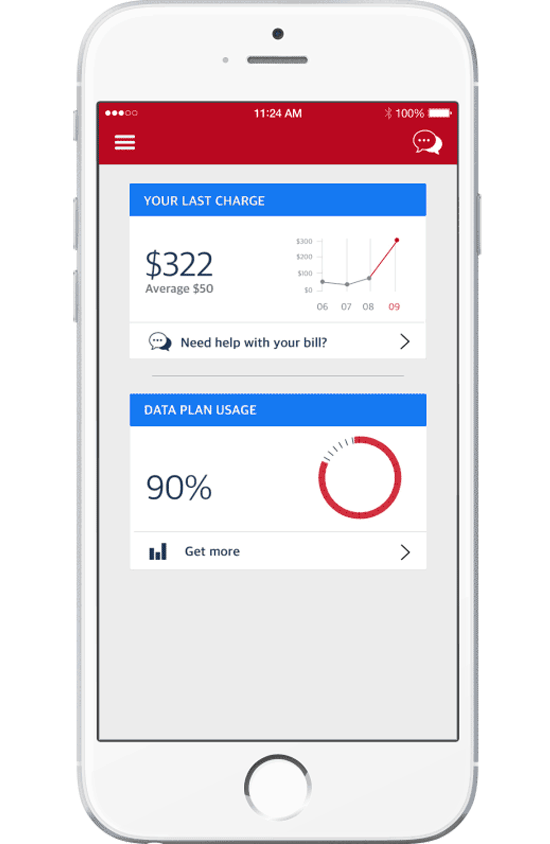 11:24 AM 100%
YOUR LAST CHARGE
$322
Average $50
$300
$200
$100
$0
06 07 08 09
Need help with your bill?
DATA PLAN USAGE
90%
Get more